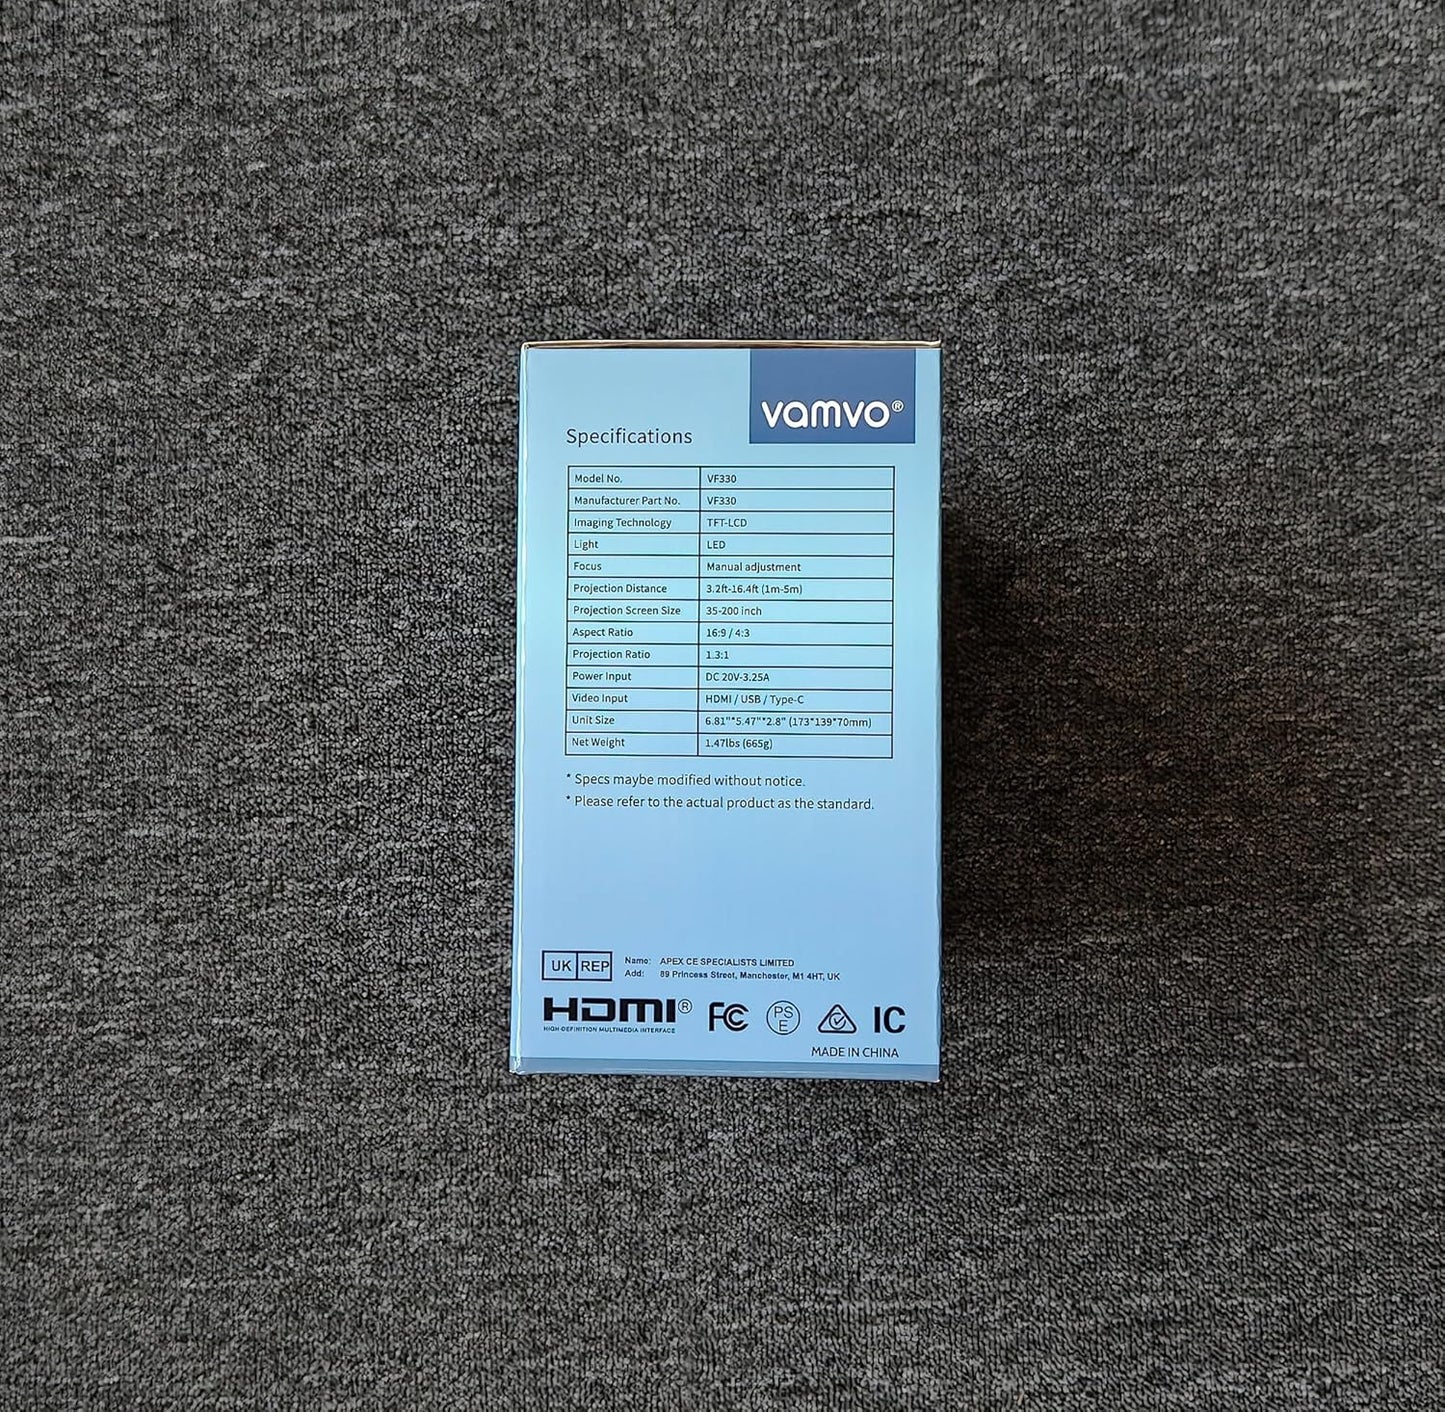 vamvo®
Specifications
Model No. VF330
Manufacturer Part No. VF330
Imaging Technology TFT-LCD
Light LED
Focus Manual adjustment
Projection Distance 3.2ft-16.4ft (1m-5m)
Projection Screen Size 35-200 inch
Aspect Ratio 16:9 / 4:3
Projection Ratio 1.3:1
Power Input DC 20V-3.25A
Video Input HDMI / USB / Type-C
Unit Size 6.81"*5.47"*2.8" (173*139*70mm)
Net Weight 1.47lbs (665g)
* Specs maybe modified without notice.
* Please refer to the actual product as the standard.
UK REP Name: APEX CE SPECIALISTS LIMITED
Add: 89 Princess Street, Manchester, M1 4HT, UK
HDMI® FC PS E IC
HIGH-DEFINITION MULTIMEDIA INTERFACE
MADE IN CHINA